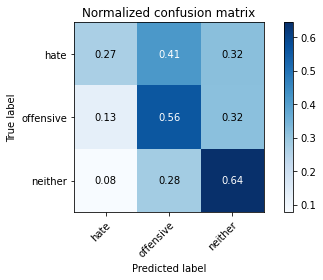 Normalized confusion matrix
True label
hate 0.27 0.41 0.32
offensive 0.13 0.56 0.32
neither 0.08 0.28 0.64
hate offensive neither
Predicted label
0.6
0.5
0.4
0.3
0.2
0.1